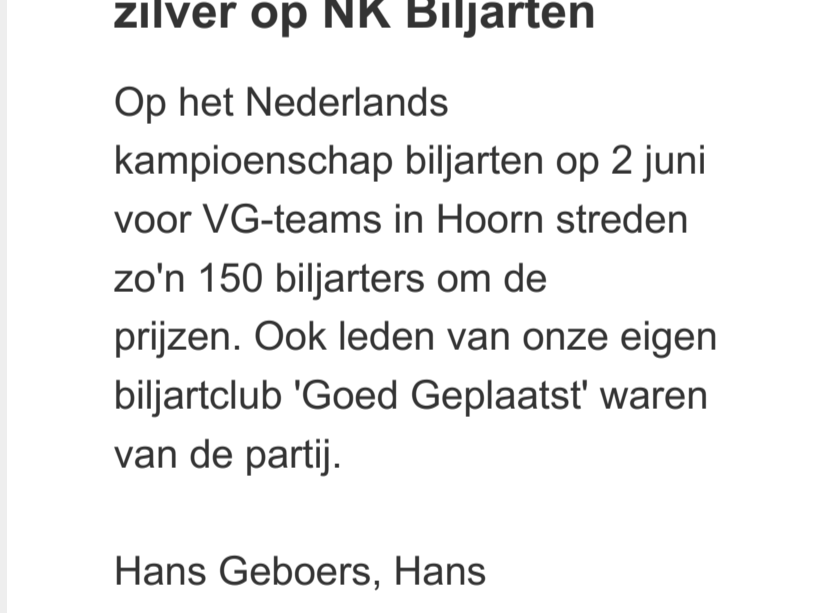 zilver op NK Biljarten
Op het Nederlands
kampioenschap biljarten op 2 juni
voor VG-teams in Hoorn streden
zo'n 150 biljarters om de
prijzen. Ook leden van onze eigen
biljartclub 'Goed Geplaatst' waren
van de partij.
Hans Geboers, Hans